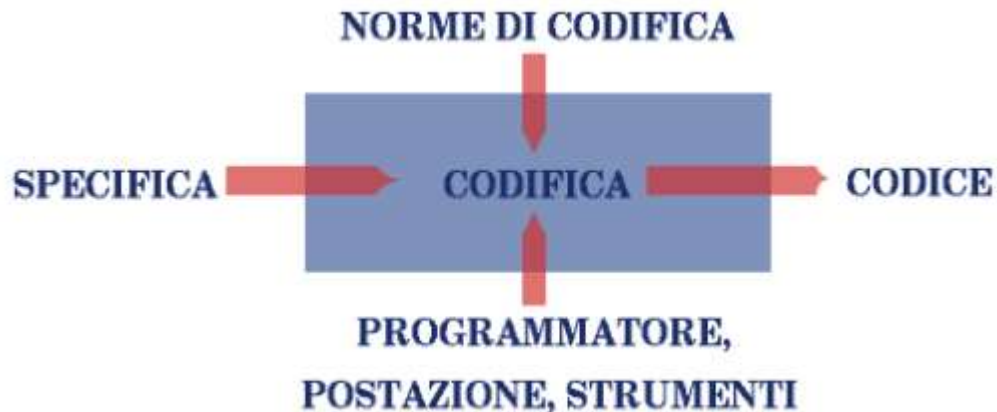 NORME DI CODIFICA
SPECIFICA
CODIFICA
CODICE
PROGRAMMATORE,
POSTAZIONE, STRUMENTI